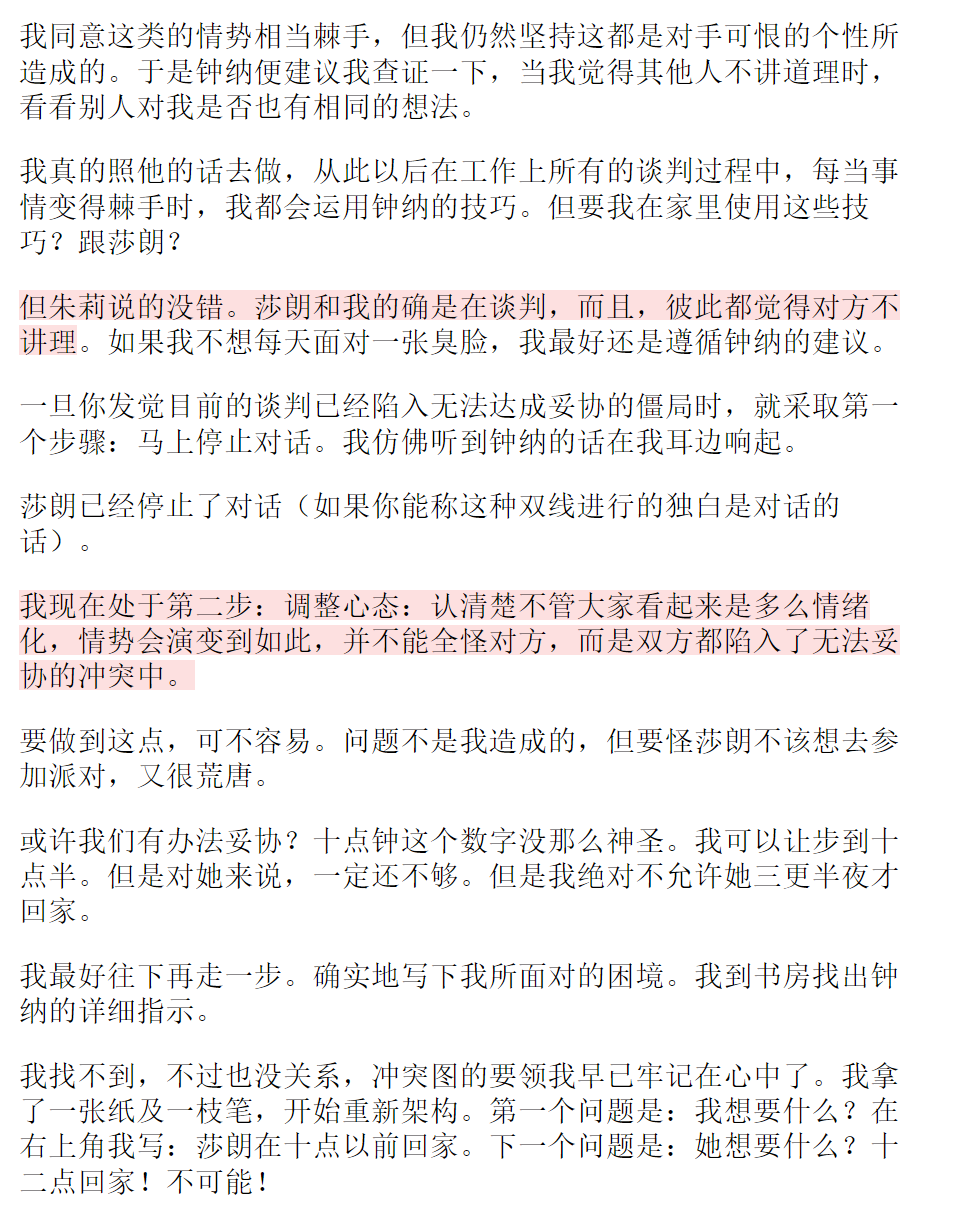 我同意这类的情势相当棘手，但我仍然坚持这都是对手可恨的个性所
造成的。于是钟纳便建议我查证一下，当我觉得其他人不讲道理时，
看看别人对我是否也有相同的想法。
我真的照他的话去做，从此以后在工作上所有的谈判过程中，每当事
情变得棘手时，我都会运用钟纳的技巧。但要我在家里使用这些技
巧？跟莎朗？
但朱莉说的没错。莎朗和我的确是在谈判，而且，彼此都觉得对方不
讲理。如果我不想每天面对一张臭脸，我最好还是遵循钟纳的建议。
一旦你发觉目前的谈判已经陷入无法达成妥协的僵局时，就采取第一
个步骤：马上停止对话。我仿佛听到钟纳的话在我耳边响起。
莎朗已经停止了对话（如果你能称这种双线进行的独白是对话的
话）。
我现在处于第二步：调整心态：认清楚不管大家看起来是多么情绪
化，情势会演变到如此，并不能全怪对方，而是双方都陷入了无法妥
协的冲突中。
要做到这点，可不容易。问题不是我造成的，但要怪莎朗不该想去参
加派对，又很荒唐。
或许我们有办法妥协？十点钟这个数字没那么神圣。我可以让步到十
点半。但是对她来说，一定还不够。但是我绝对不允许她三更半夜才
回家。
我最好往下再走一步。确实地写下我所面对的困境。我到书房找出钟
纳的详细指示。
我找不到，不过也没关系，冲突图的要领我早已牢记在心中了。我拿
了一张纸及一枝笔，开始重新架构。第一个问题是：我想要什么？在
右上角我写：莎朗在十点以前回家。下一个问题是：她想要什么？十
二点回家！不可能！